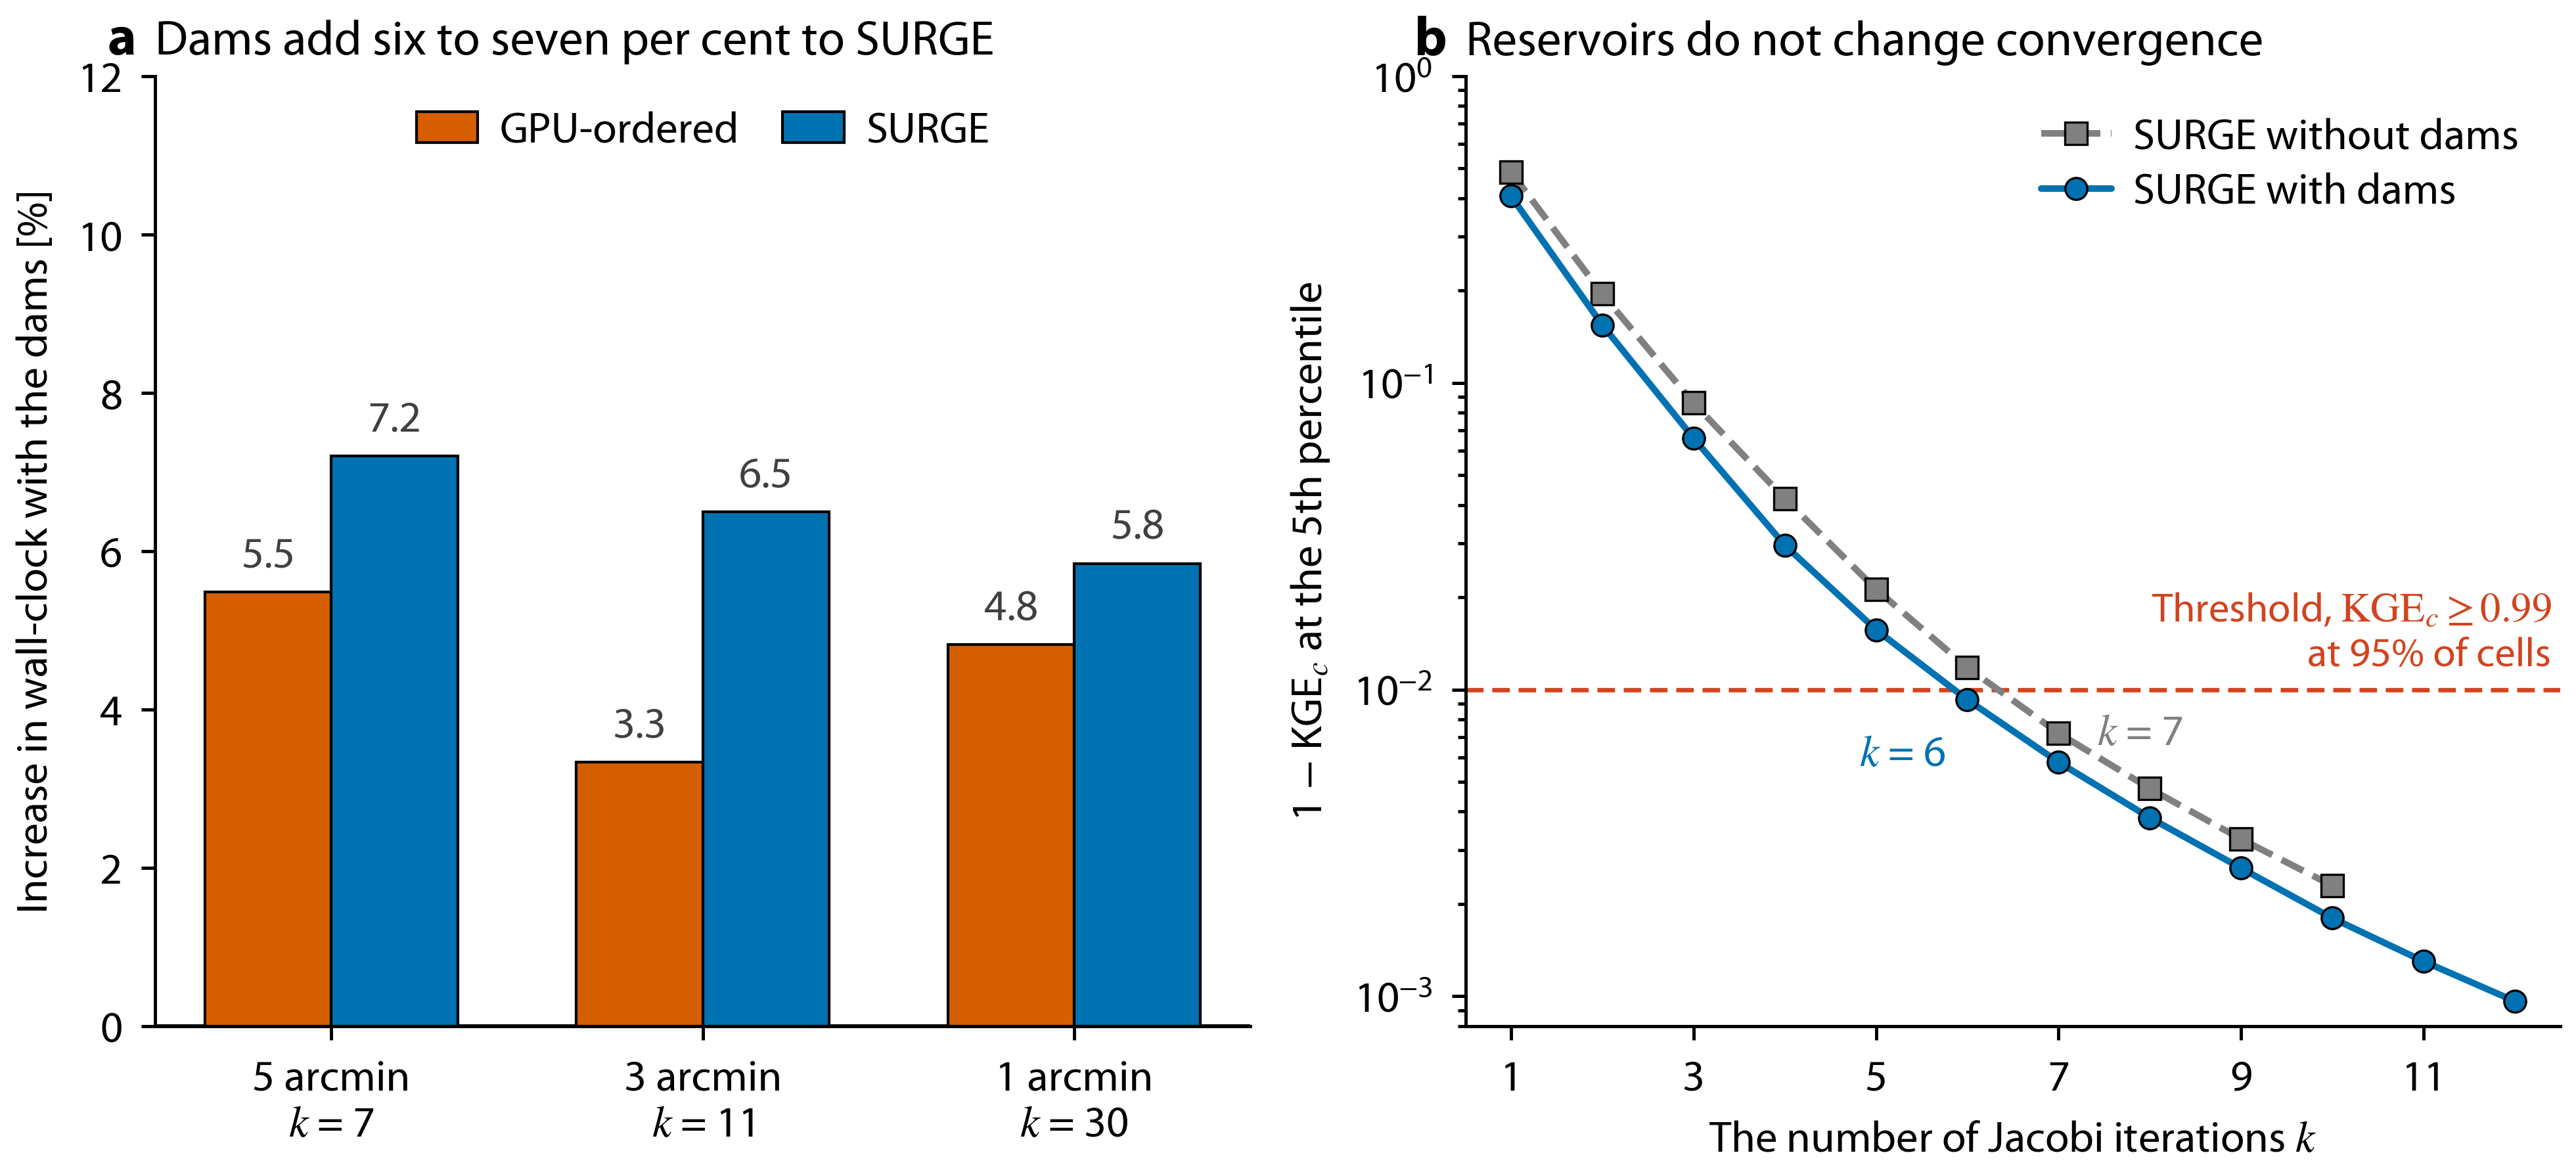 a Dams add six to seven per cent to SURGE
GPU-ordered
SURGE
Increase in wall-clock with the dams [%]
12
10
8
6
4
2
0
5.5
7.2
3.3
6.5
4.8
5.8
5 arcmin
k = 7
3 arcmin
k = 11
1 arcmin
k = 30
b Reservoirs do not change convergence
SURGE without dams
SURGE with dams
1 − KGE_c at the 5th percentile
10⁰
10⁻¹
10⁻²
10⁻³
Threshold, KGE_c ≥ 0.99
at 95% of cells
k = 7
k = 6
1 3 5 7 9 11
The number of Jacobi iterations k